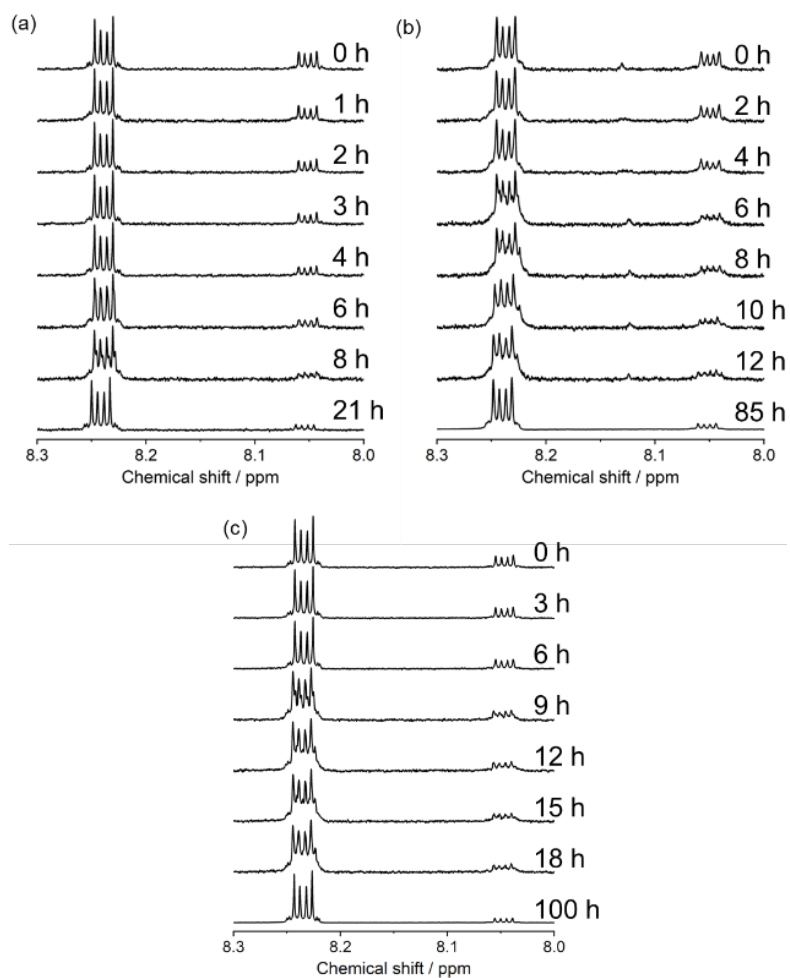 (a)
0 h
1 h
2 h
3 h
4 h
6 h
8 h
21 h
8.3 8.2 8.1 8.0
Chemical shift / ppm
(b)
0 h
2 h
4 h
6 h
8 h
10 h
12 h
85 h
8.3 8.2 8.1 8.0
Chemical shift / ppm
(c)
0 h
3 h
6 h
9 h
12 h
15 h
18 h
100 h
8.3 8.2 8.1 8.0
Chemical shift / ppm